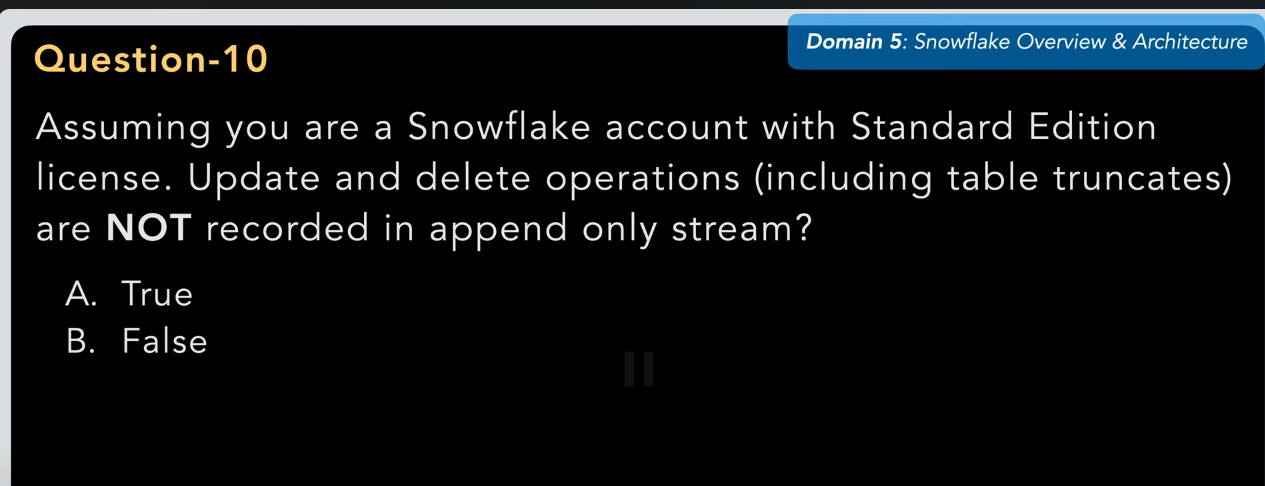 Domain 5: Snowflake Overview & Architecture
Question-10
Assuming you are a Snowflake account with Standard Edition
license. Update and delete operations (including table truncates)
are NOT recorded in append only stream?
A. True
B. False